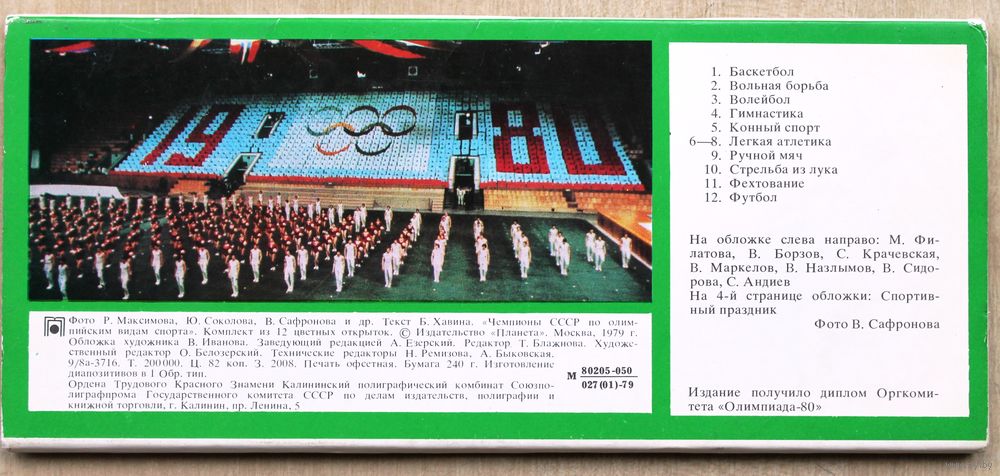 19 80
1. Баскетбол
2. Вольная борьба
3. Волейбол
4. Гимнастика
5. Конный спорт
6—8. Легкая атлетика
9. Ручной мяч
10. Стрельба из лука
11. Фехтование
12. Футбол
На обложке слева направо: М. Фи-
латова, В. Борзов, С. Крачевская,
В. Маркелов, В. Назлымов, В. Сидо-
рова, С. Андиев
На 4-й странице обложки: Спортив-
ный праздник
Фото В. Сафронова
Издание получило диплом Оргкоми-
тета «Олимпиада-80»
Фото Р. Максимова, Ю. Соколова, В. Сафронова и др. Текст Б. Хавина. «Чемпионы СССР по олим-
пийским видам спорта». Комплект из 12 цветных открыток. © Издательство «Планета». Москва, 1979 г.
Обложка художника В. Иванова. Заведующий редакцией А. Езерский. Редактор Т. Блажнова. Художе-
ственный редактор О. Белозерский. Технические редакторы Н. Ремизова, А. Быковская.
9/8а-3716. Т. 200000. Ц. 82 коп. З. 2008. Печать офсетная. Бумага 240 г. Изготовление
диапозитивов в 1 Обр. тип.
М 80205-050
027(01)-79
Ордена Трудового Красного Знамени Калининский полиграфический комбинат Союзпо-
лиграфпрома Государственного комитета СССР по делам издательств, полиграфии и
книжной торговли, г. Калинин, пр. Ленина, 5